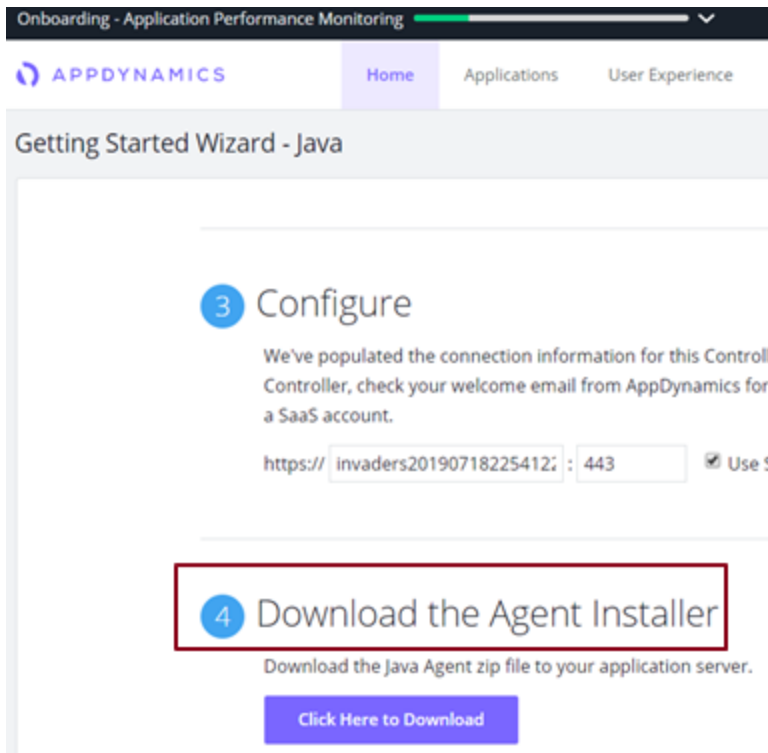 Onboarding - Application Performance Monitoring
APPDYNAMICS Home Applications User Experience
Getting Started Wizard - Java
3 Configure
We've populated the connection information for this
Controller, check your welcome email from AppDynamics for
a SaaS account.
https:// : 443 Use
4 Download the Agent Installer
Download the Java Agent zip file to your application server.
Click Here to Download